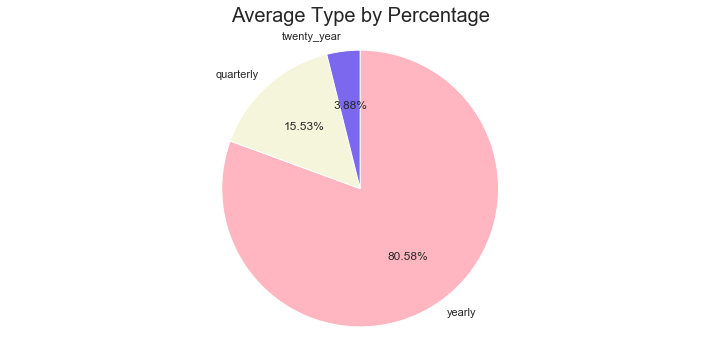 Average Type by Percentage
twenty_year
quarterly
3.88%
15.53%
80.58%
yearly